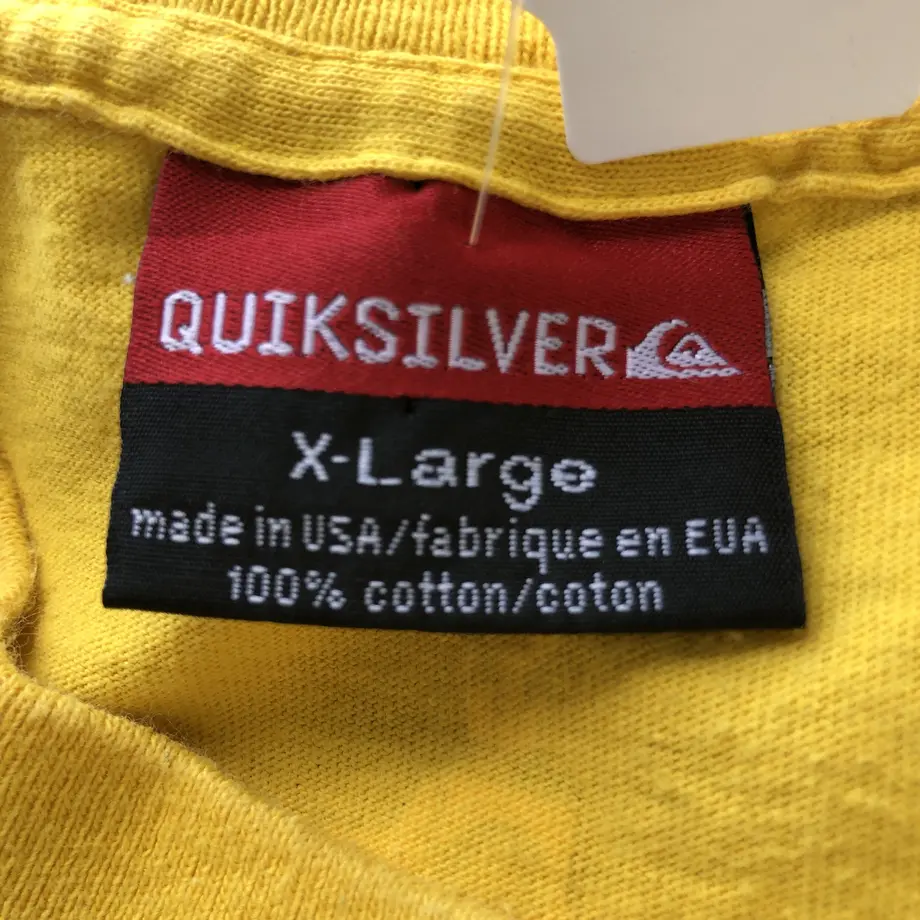 QUIKSILVER
X-Large
made in USA/fabrique en EUA
100% cotton/coton